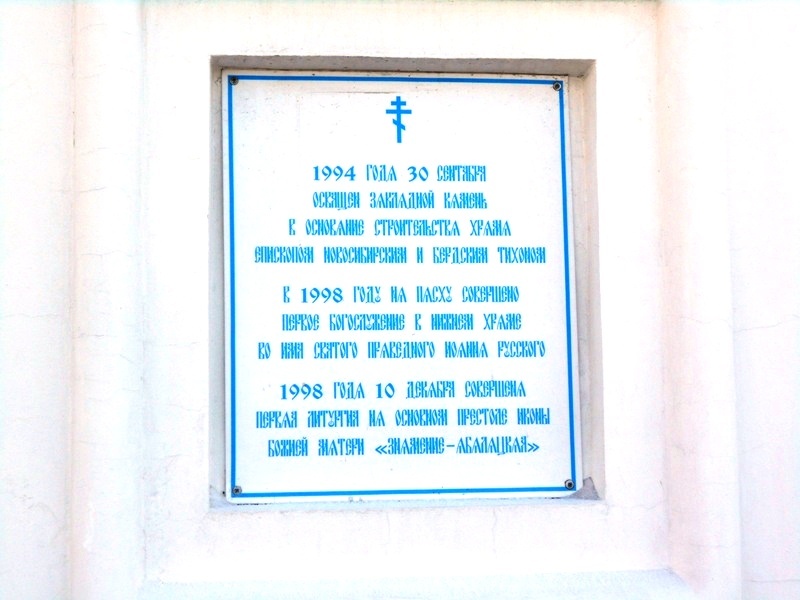 1994 ГОДА 30 СЕНТЯБРЯ
ОСВЯЩЕН ЗАКЛАДНОЙ КАМЕНЬ
В ОСНОВАНИЕ СТРОИТЕЛЬСТВА ХРАМА
ЕПИСКОПОМ НОВОСИБИРСКИМ И БЕРДСКИМ ТИХОНОМ
В 1998 ГОДУ НА ПАСХУ СОВЕРШЕНО
ПЕРВОЕ БОГОСЛУЖЕНИЕ В НИЖНЕМ ХРАМЕ
ВО ИМЯ СВЯТОГО ПРАВЕДНОГО ИОАННА РУССКОГО
1998 ГОДА 10 ДЕКАБРЯ СОВЕРШЕНА
ПЕРВАЯ ЛИТУРГИЯ НА ОСНОВНОМ ПРЕСТОЛЕ ИКОНЫ
БОЖИЕЙ МАТЕРИ «ЗНАМЕНИЕ–АБАЛАЦКАЯ»